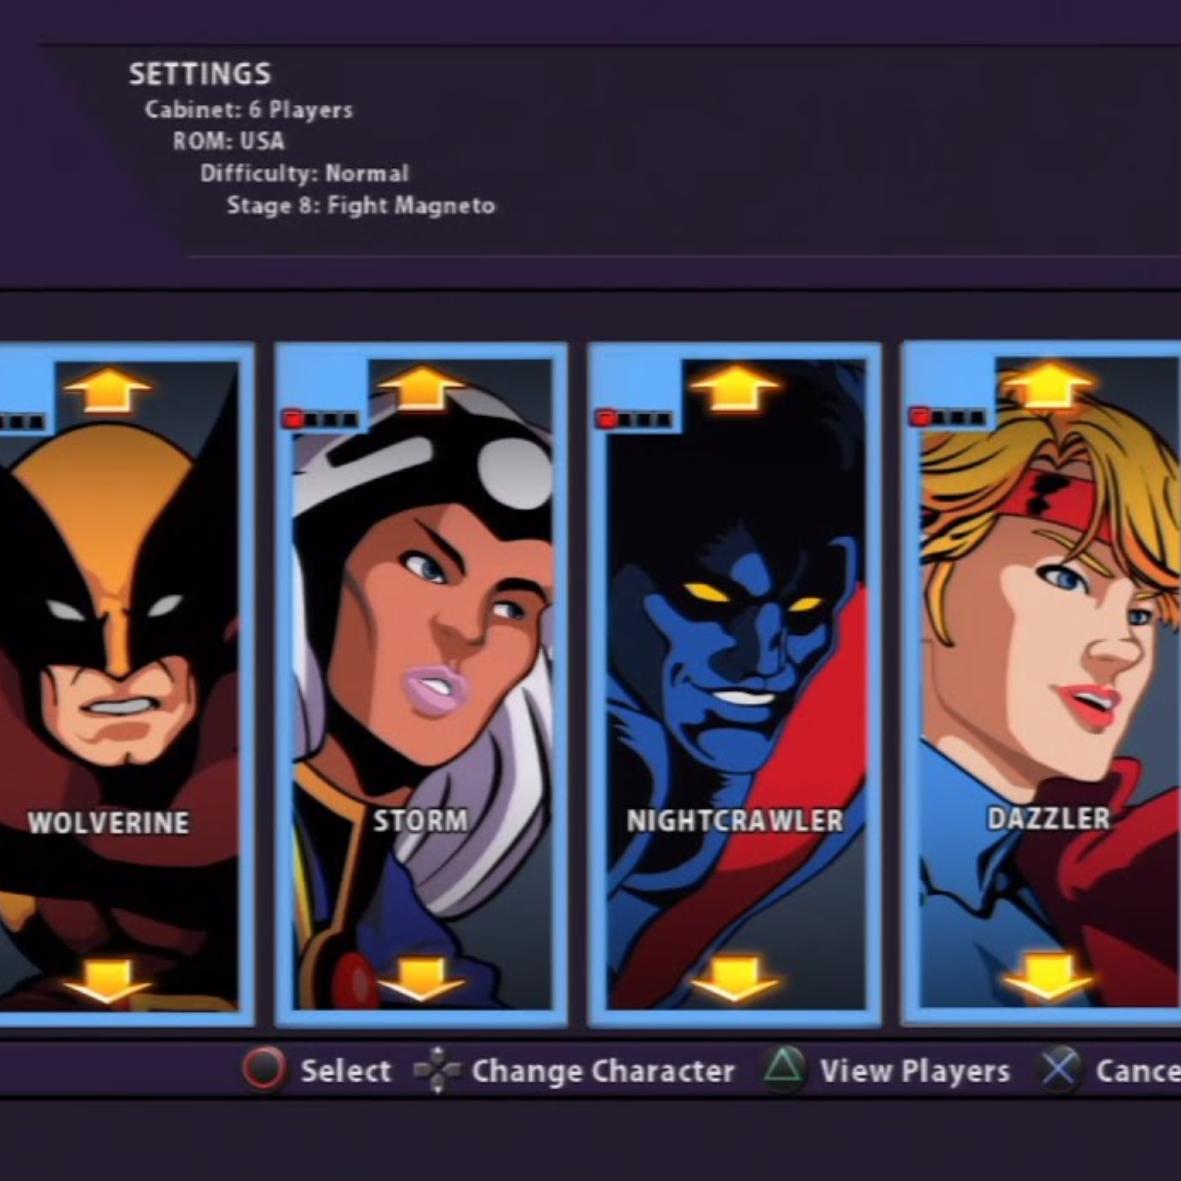 SETTINGS
Cabinet: 6 Players
ROM: USA
Difficulty: Normal
Stage 8: Fight Magneto
WOLVERINE
STORM
NIGHTCRAWLER
DAZZLER
Select Change Character View Players Cance